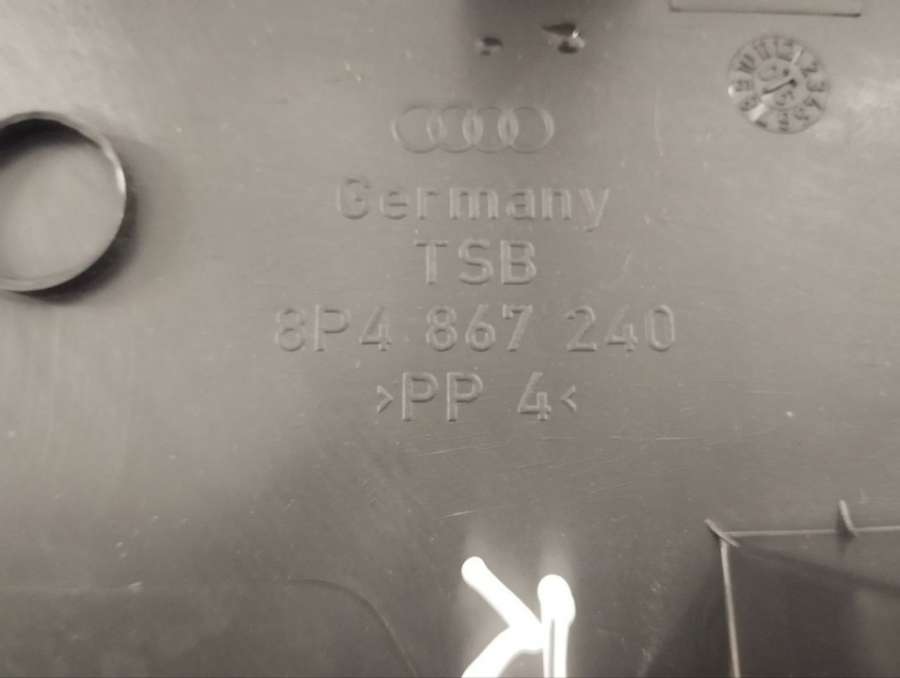 Germany
TSB
8P4 867 240
>PP 4<